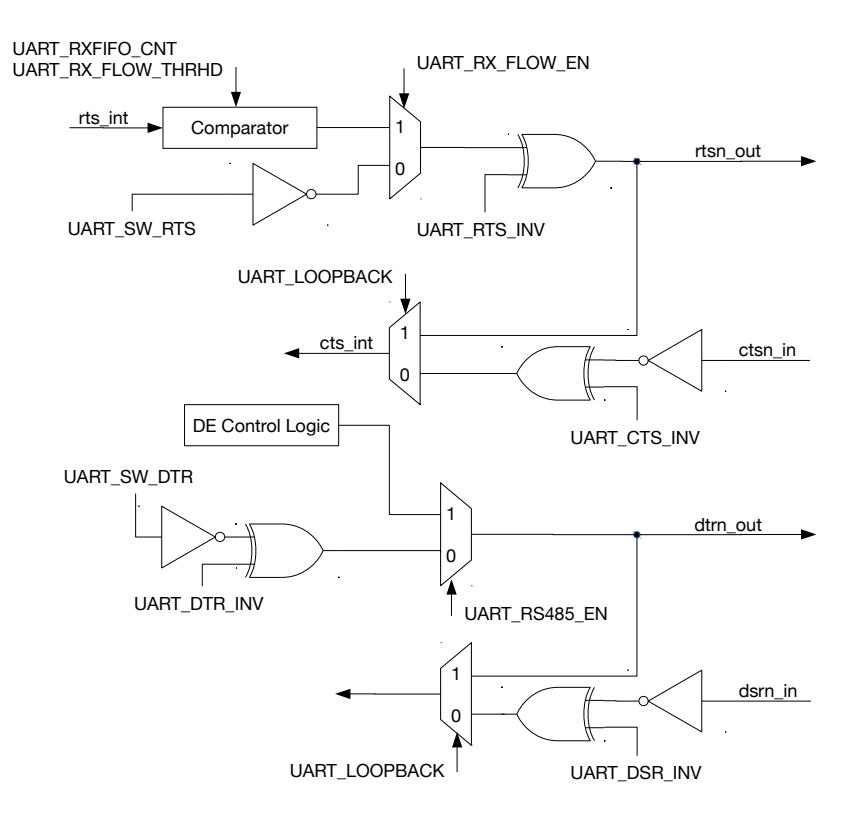 UART_RXFIFO_CNT
UART_RX_FLOW_THRHD
UART_RX_FLOW_EN
rts_int
Comparator
1
0
rtsn_out
UART_SW_RTS
UART_RTS_INV
UART_LOOPBACK
1
cts_int
0
ctsn_in
UART_CTS_INV
DE Control Logic
UART_SW_DTR
1
0
dtrn_out
UART_DTR_INV
UART_RS485_EN
1
0
dsrn_in
UART_LOOPBACK
UART_DSR_INV